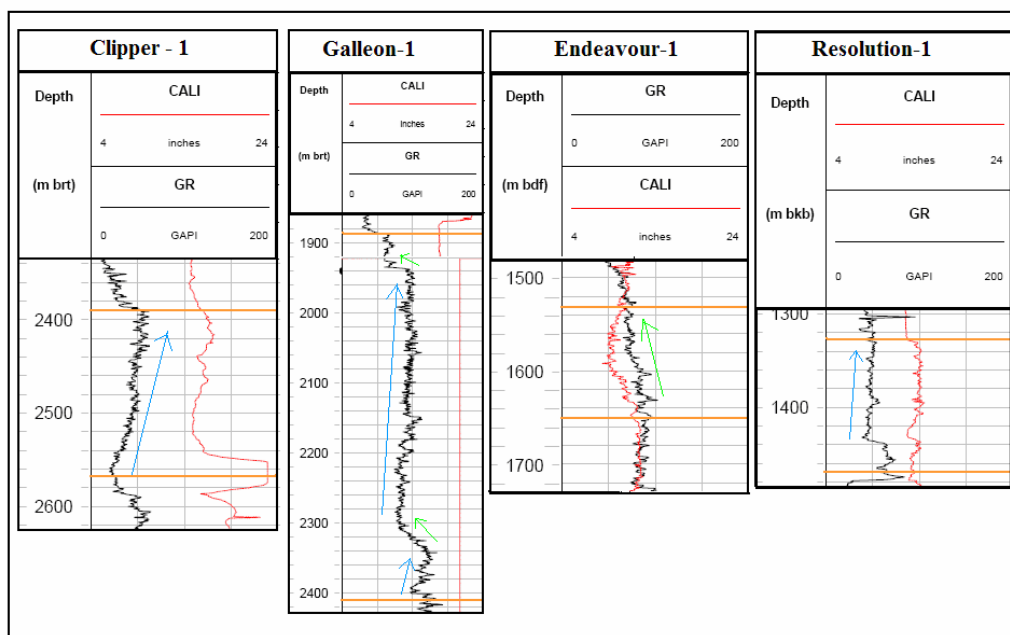 Clipper - 1
Depth
CALI
4 inches 24
(m brt)
GR
0 GAPI 200
2400
2500
2600
Galleon-1
Depth
CALI
4 Inches 24
(m brt)
GR
0 GAPI 200
1900
2000
2100
2200
2300
2400
Endeavour-1
Depth
GR
0 GAPI 200
(m bdf)
CALI
4 inches 24
1500
1600
1700
Resolution-1
Depth
CALI
4 inches 24
(m bkb)
GR
0 GAPI 200
1300
1400